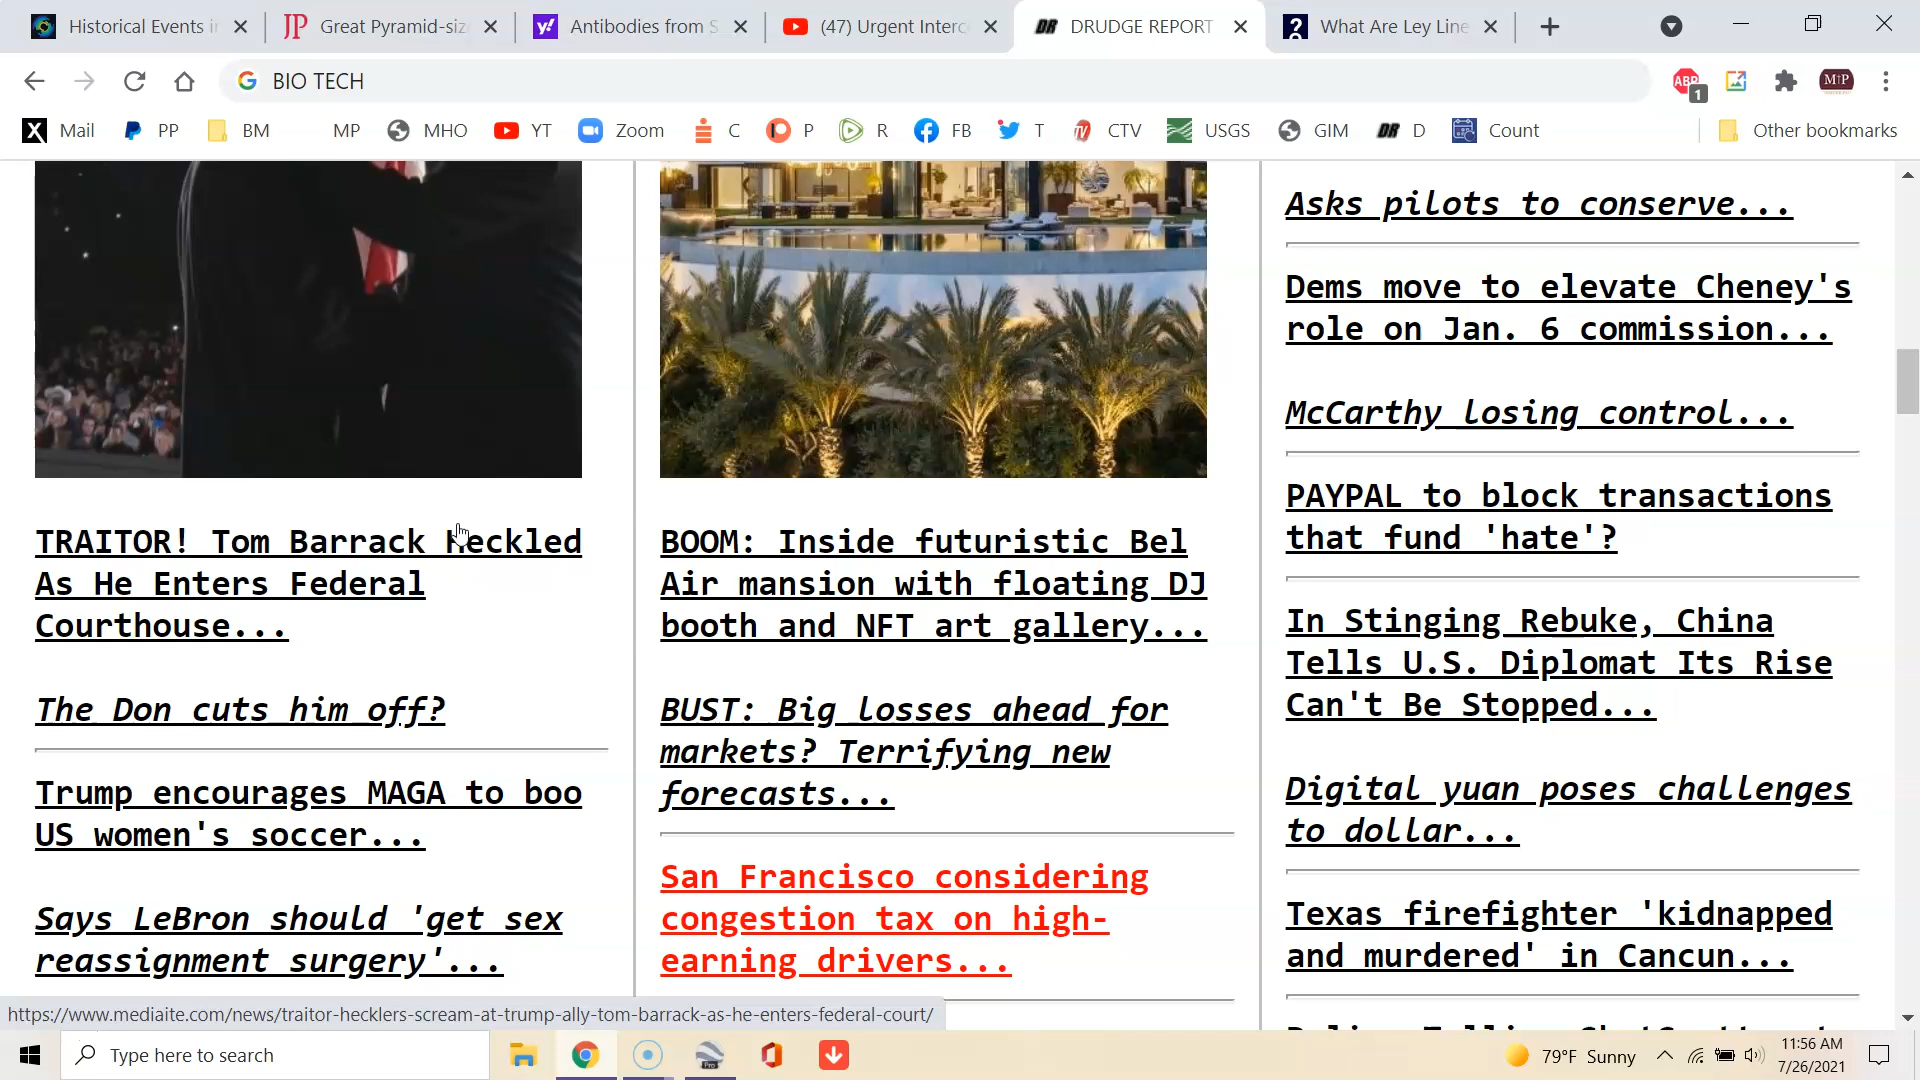 Historical Events in
Great Pyramid-siz
Antibodies from S
(47) Urgent Interc
DRUDGE REPORT
What Are Ley Line
BIO TECH
ABP
1
M↑P
Mail
PP
BM
MP
MHO
YT
Zoom
C
P
R
FB
T
CTV
USGS
GIM
D
Count
Other bookmarks
TRAITOR! Tom Barrack Heckled
As He Enters Federal
Courthouse...
The Don cuts him off?
Trump encourages MAGA to boo
US women's soccer...
Says LeBron should 'get sex
reassignment surgery'...
BOOM: Inside futuristic Bel
Air mansion with floating DJ
booth and NFT art gallery...
BUST: Big losses ahead for
markets? Terrifying new
forecasts...
San Francisco considering
congestion tax on high-
earning drivers...
Asks pilots to conserve...
Dems move to elevate Cheney's
role on Jan. 6 commission...
McCarthy losing control...
PAYPAL to block transactions
that fund 'hate'?
In Stinging Rebuke, China
Tells U.S. Diplomat Its Rise
Can't Be Stopped...
Digital yuan poses challenges
to dollar...
Texas firefighter 'kidnapped
and murdered' in Cancun...
https://www.mediaite.com/news/traitor-hecklers-scream-at-trump-ally-tom-barrack-as-he-enters-federal-court/
Type here to search
79°F Sunny
11:56 AM
7/26/2021